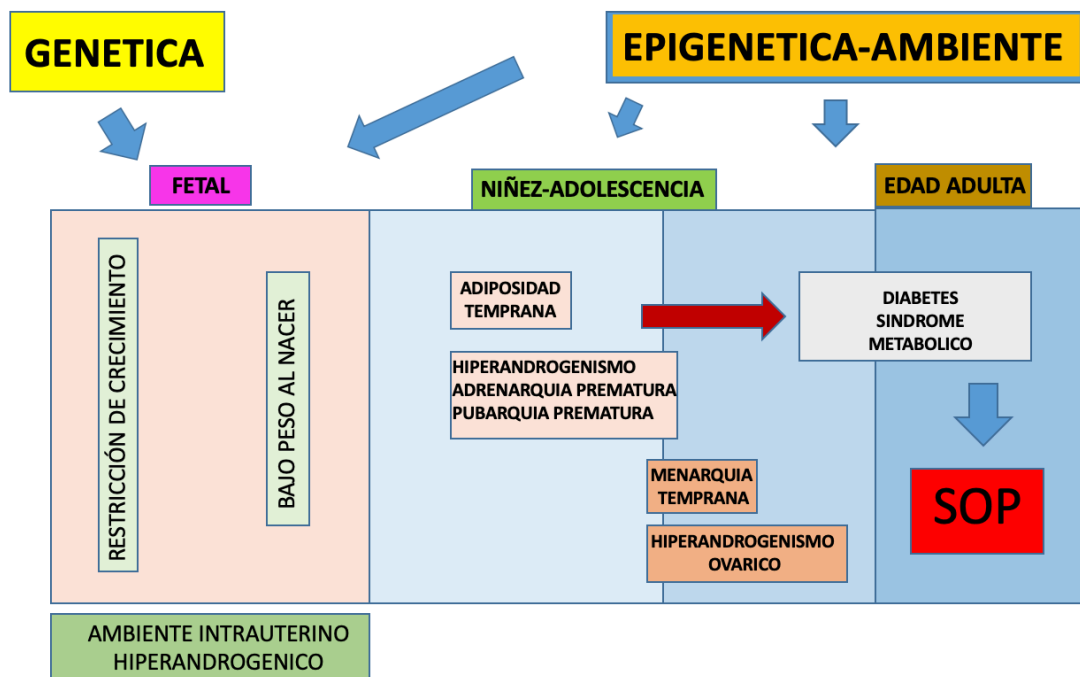 GENETICA
EPIGENETICA-AMBIENTE
FETAL
NIÑEZ-ADOLESCENCIA
EDAD ADULTA
RESTRICCIÓN DE CRECIMIENTO
BAJO PESO AL NACER
ADIPOSIDAD
TEMPRANA
HIPERANDROGENISMO
ADRENARQUIA PREMATURA
PUBARQUIA PREMATURA
MENARQUIA
TEMPRANA
HIPERANDROGENISMO
OVARICO
DIABETES
SINDROME
METABOLICO
SOP
AMBIENTE INTRAUTERINO
HIPERANDROGENICO